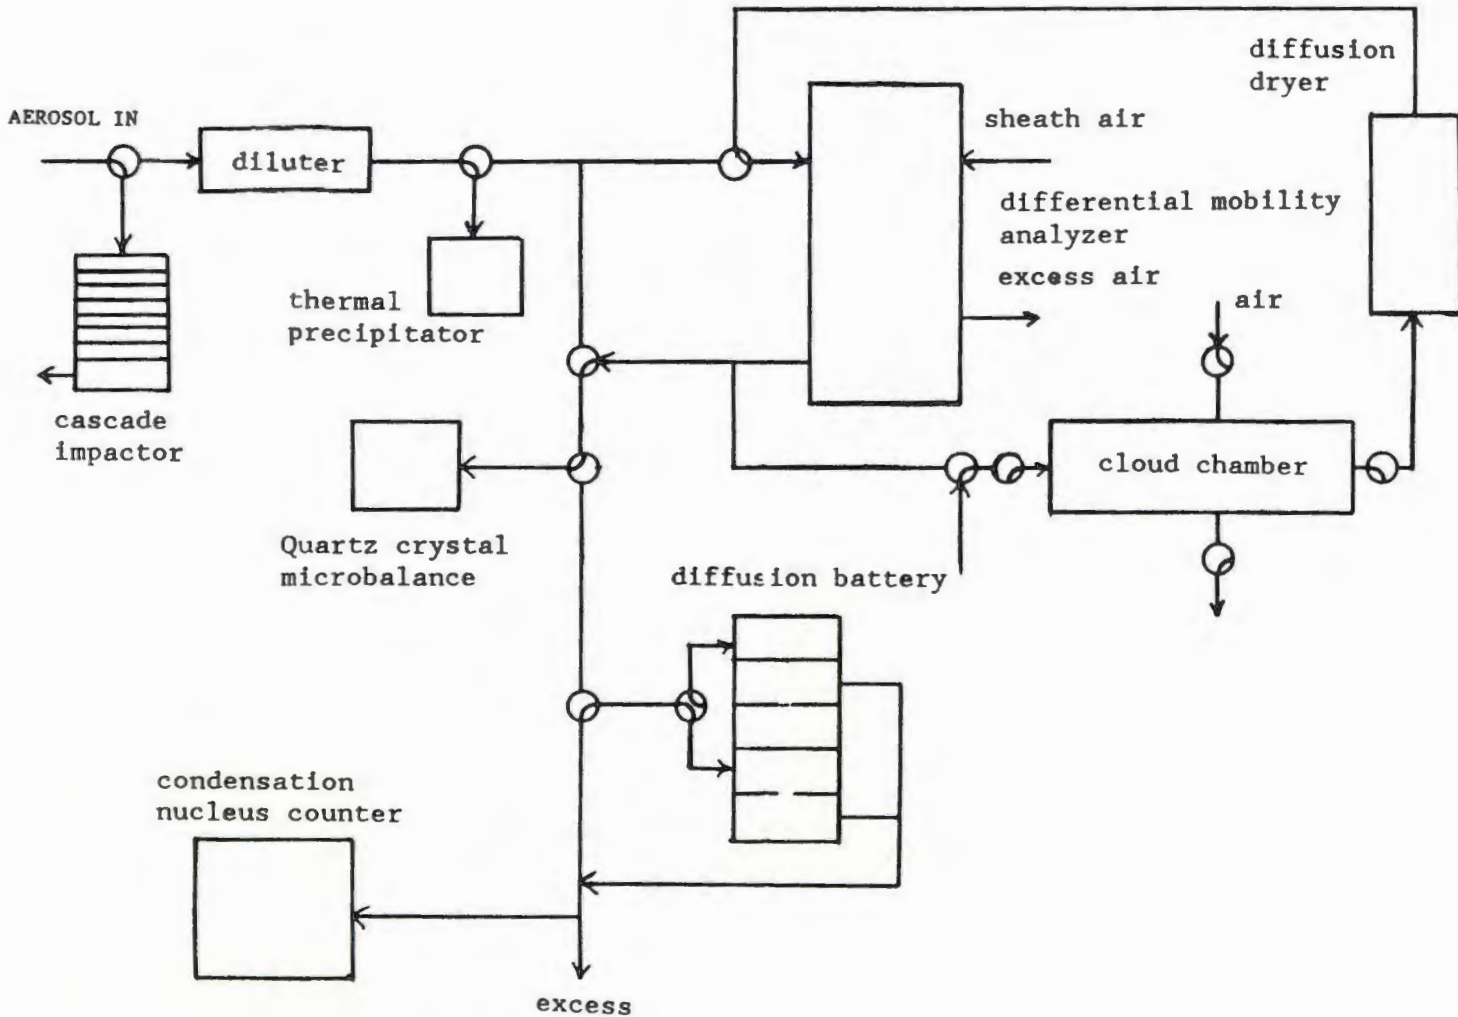 diffusion
dryer
AEROSOL IN
sheath air
diluter
differential mobility
analyzer
excess air
air
thermal
precipitator
cascade
impactor
cloud chamber
Quartz crystal
microbalance
diffusion battery
condensation
nucleus counter
excess